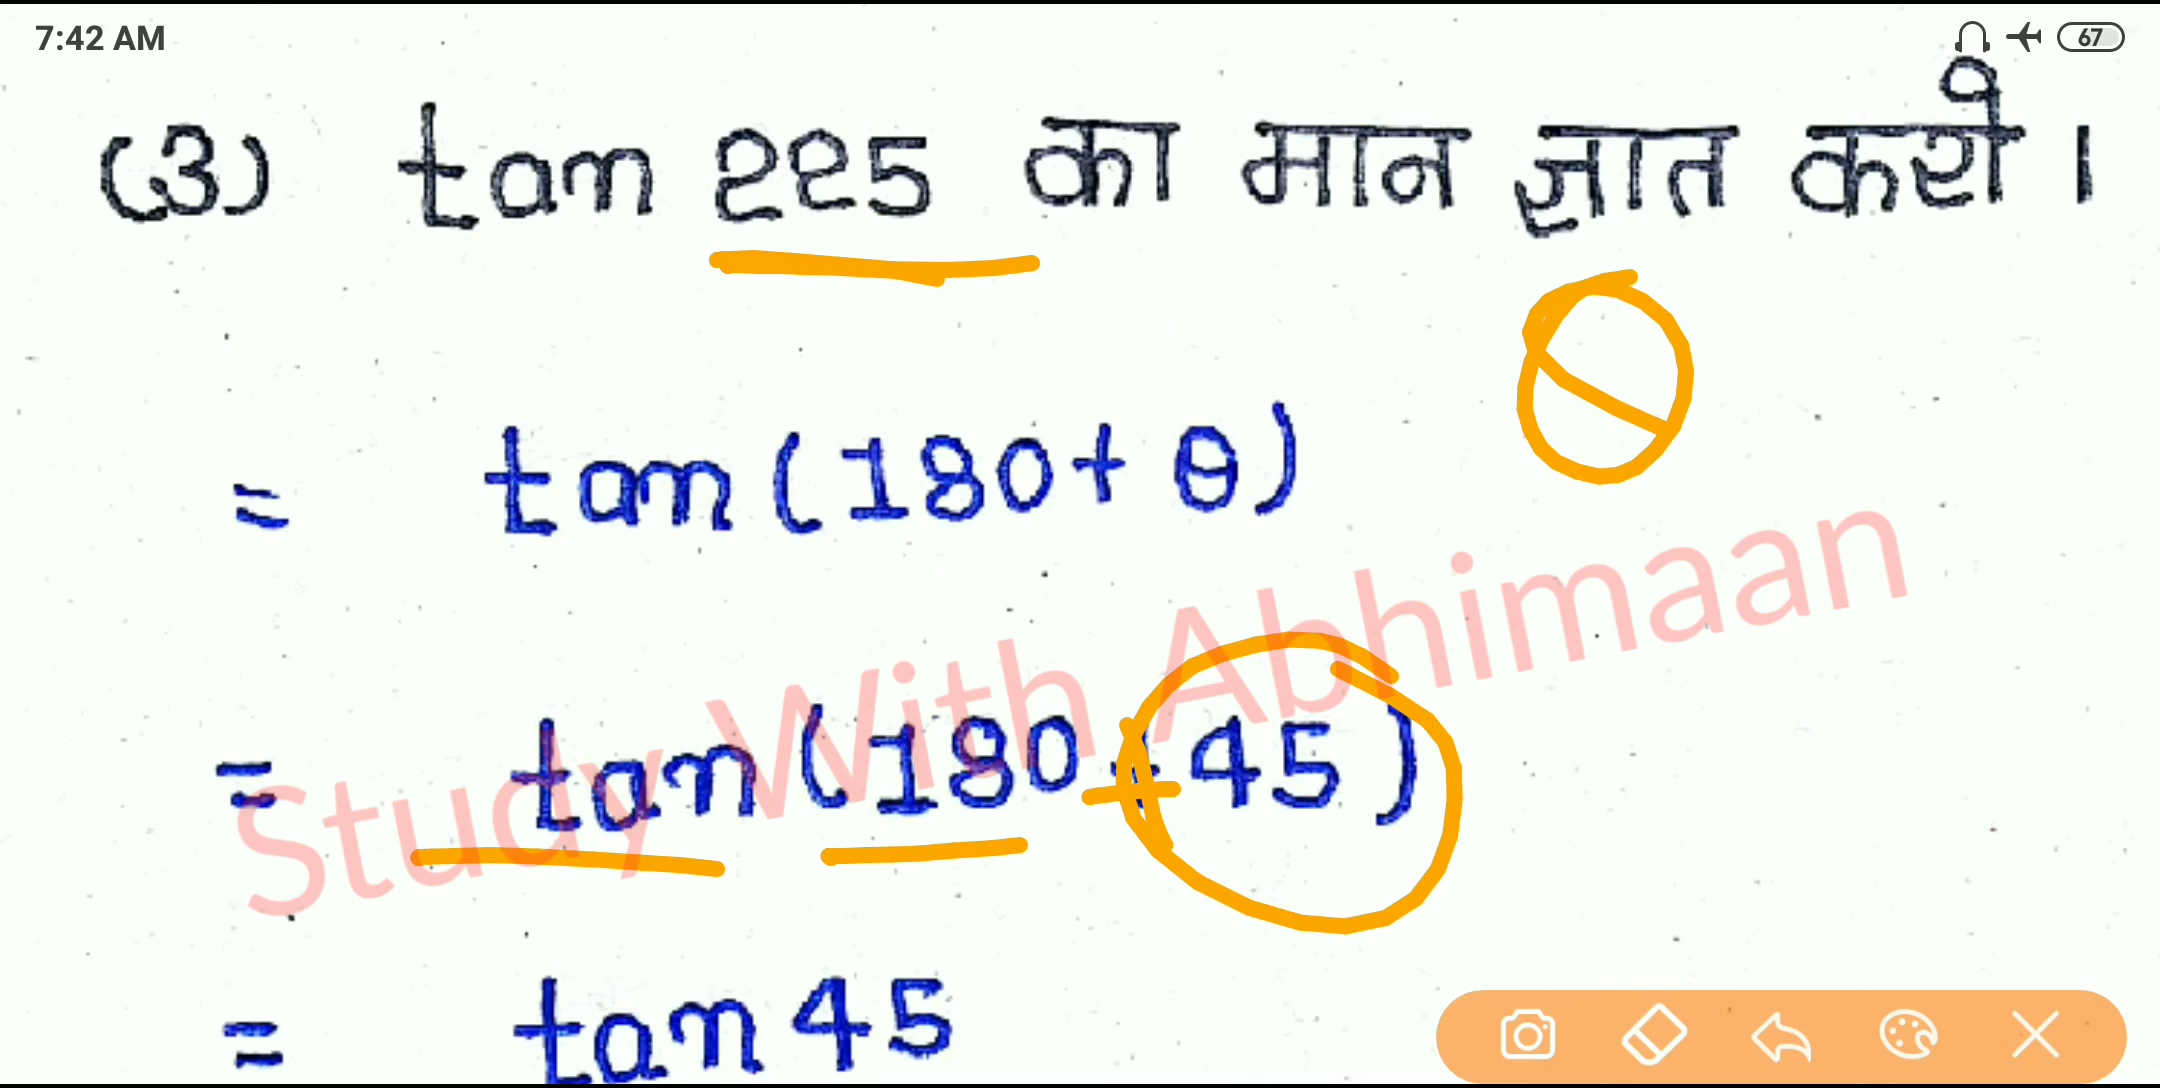 7:42 AM 67
(3) tan 225 का मान ज्ञात करो ।
θ
= tan (180 + θ)
= tan (180 + 45)
Study With Abhimaan
= tan 45